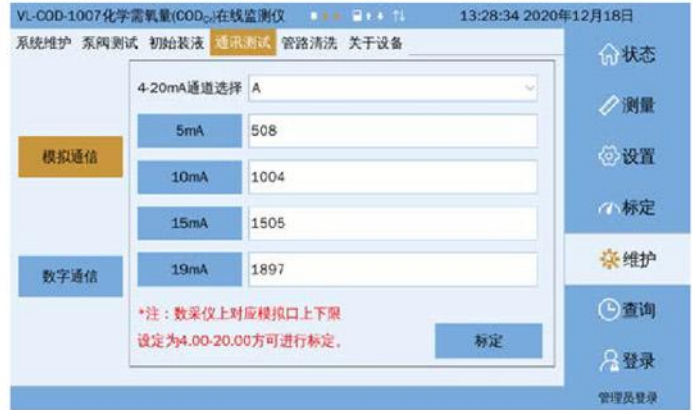 VL-COD-1007化学需氧量(CODCr)在线监测仪 13:28:34 2020年12月18日
系统维护 泵阀测试 初始装液 通讯测试 管路清洗 关于设备
4-20mA通道选择 A
5mA 508
10mA 1004
15mA 1505
19mA 1897
*注：数采仪上对应模拟口上下限
设定为4.00-20.00方可进行标定。
标定
模拟通信
数字通信
状态
测量
设置
标定
维护
查询
登录
管理员登录